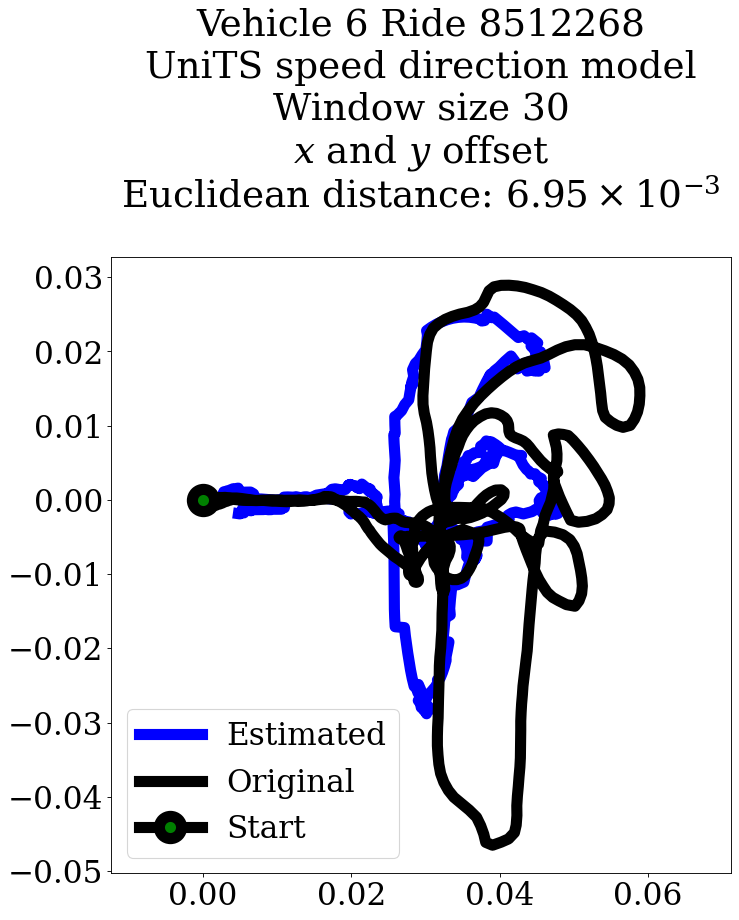 Vehicle 6 Ride 8512268
UniTS speed direction model
Window size 30
x and y offset
Euclidean distance: 6.95 × 10⁻³
0.03
0.02
0.01
0.00
−0.01
−0.02
−0.03
−0.04
−0.05
Estimated
Original
Start
0.00 0.02 0.04 0.06